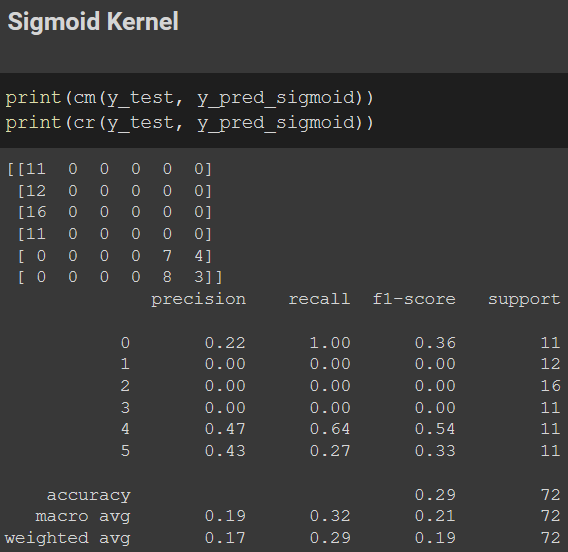 Sigmoid Kernel
print(cm(y_test, y_pred_sigmoid))
print(cr(y_test, y_pred_sigmoid))
[[11  0  0  0  0  0]
 [12  0  0  0  0  0]
 [16  0  0  0  0  0]
 [11  0  0  0  0  0]
 [ 0  0  0  0  7  4]
 [ 0  0  0  0  8  3]]
              precision    recall  f1-score   support
           0       0.22      1.00      0.36        11
           1       0.00      0.00      0.00        12
           2       0.00      0.00      0.00        16
           3       0.00      0.00      0.00        11
           4       0.47      0.64      0.54        11
           5       0.43      0.27      0.33        11
    accuracy                           0.29        72
   macro avg       0.19      0.32      0.21        72
weighted avg       0.17      0.29      0.19        72